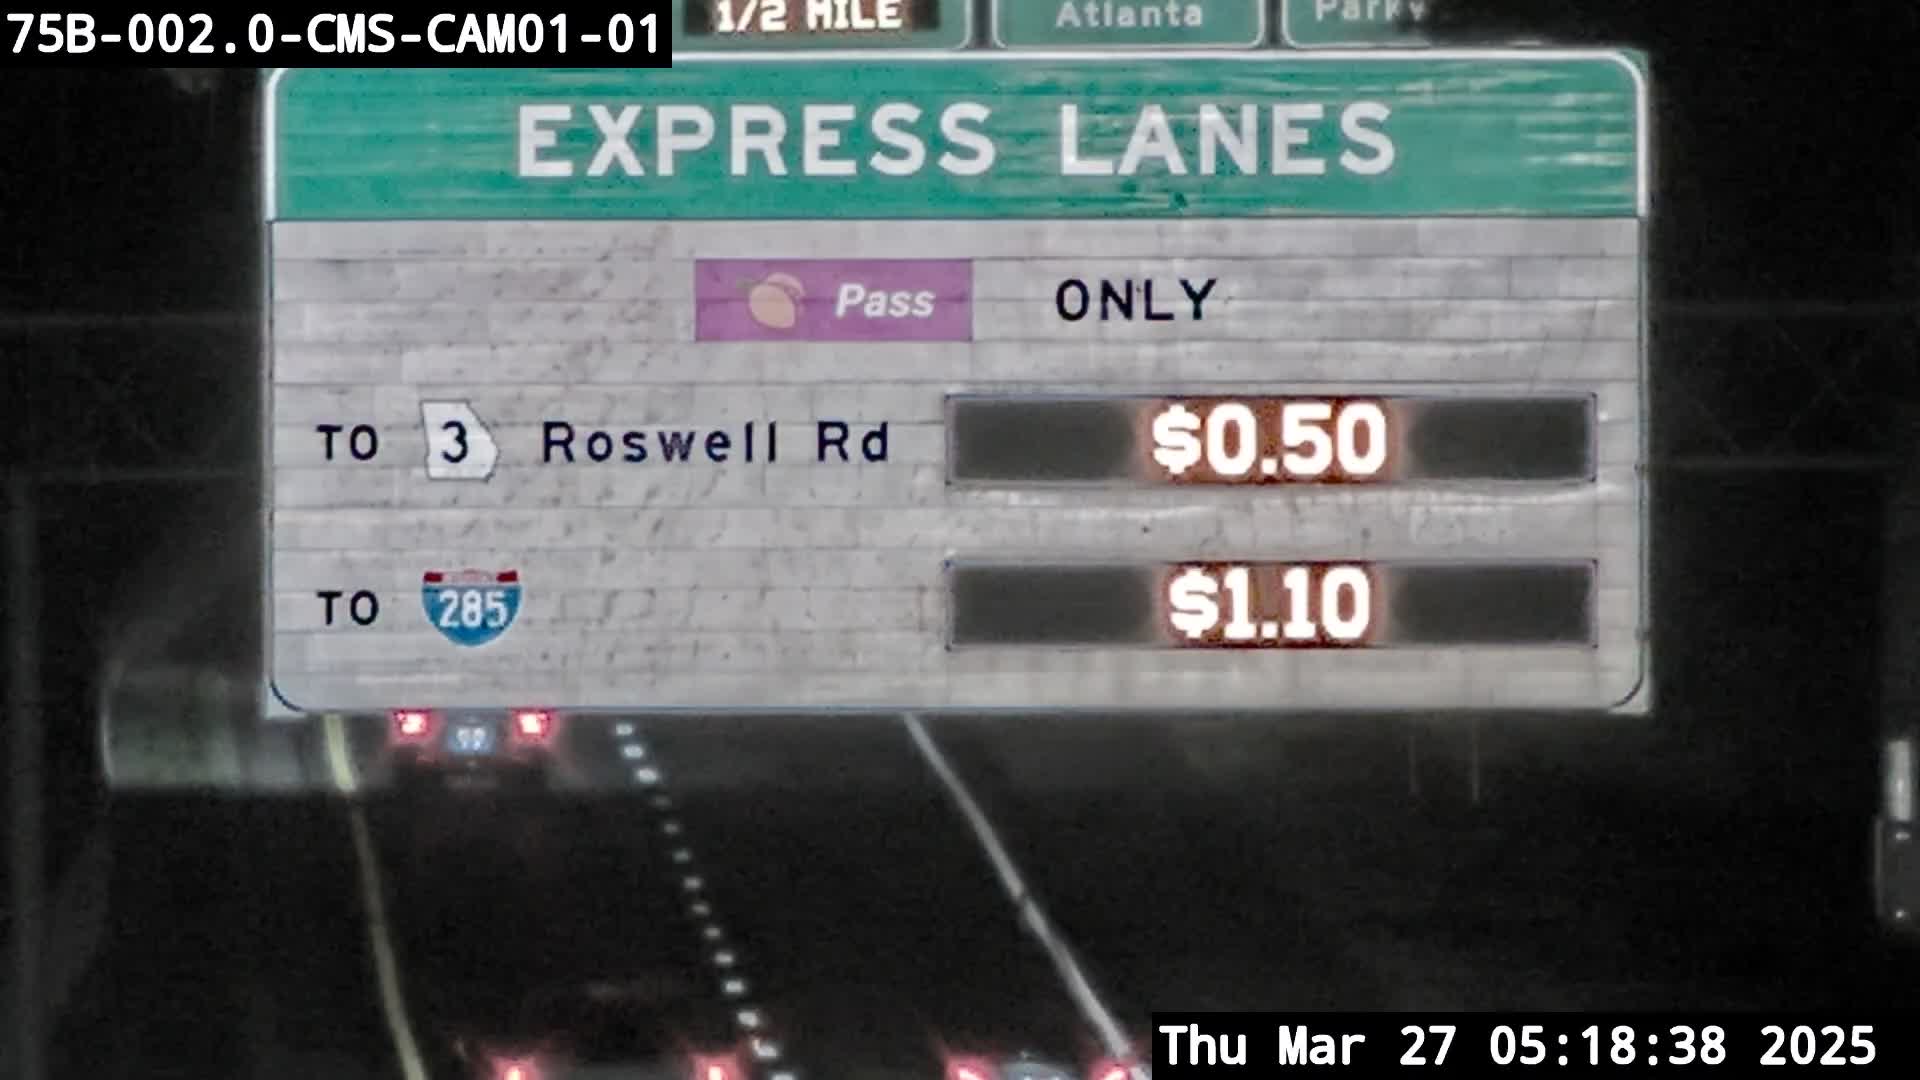 75B-002.0-CMS-CAM01-01
1/2 MILE
Atlanta
EXPRESS LANES
Pass ONLY
TO 3 Roswell Rd $0.50
TO 285 $1.10
Thu Mar 27 05:18:38 2025